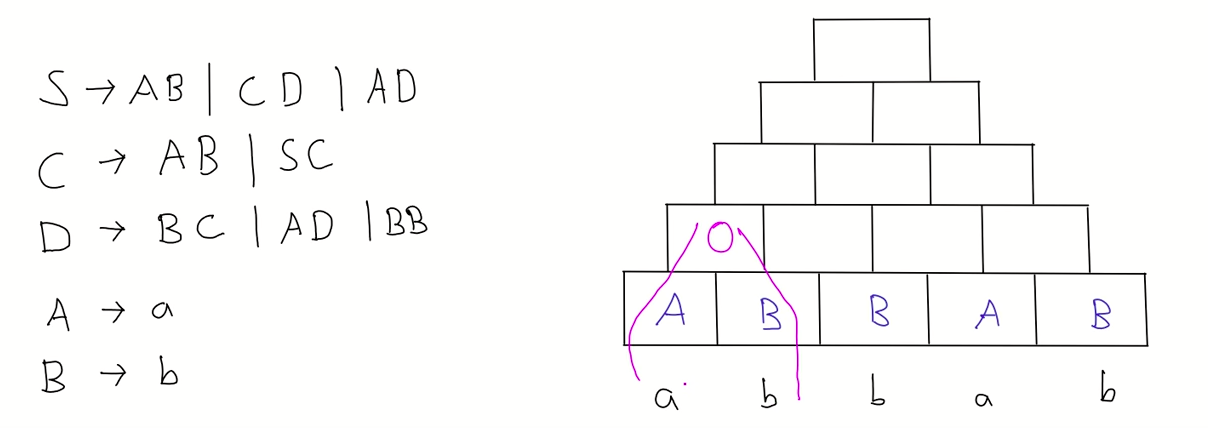 S → AB | CD | AD
C → AB | SC
D → BC | AD | BB
A → a
B → b
O
A B B A B
a b b a b